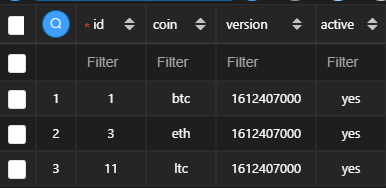 * id coin version active
Filter Filter Filter Filter
1 1 btc 1612407000 yes
2 3 eth 1612407000 yes
3 11 ltc 1612407000 yes